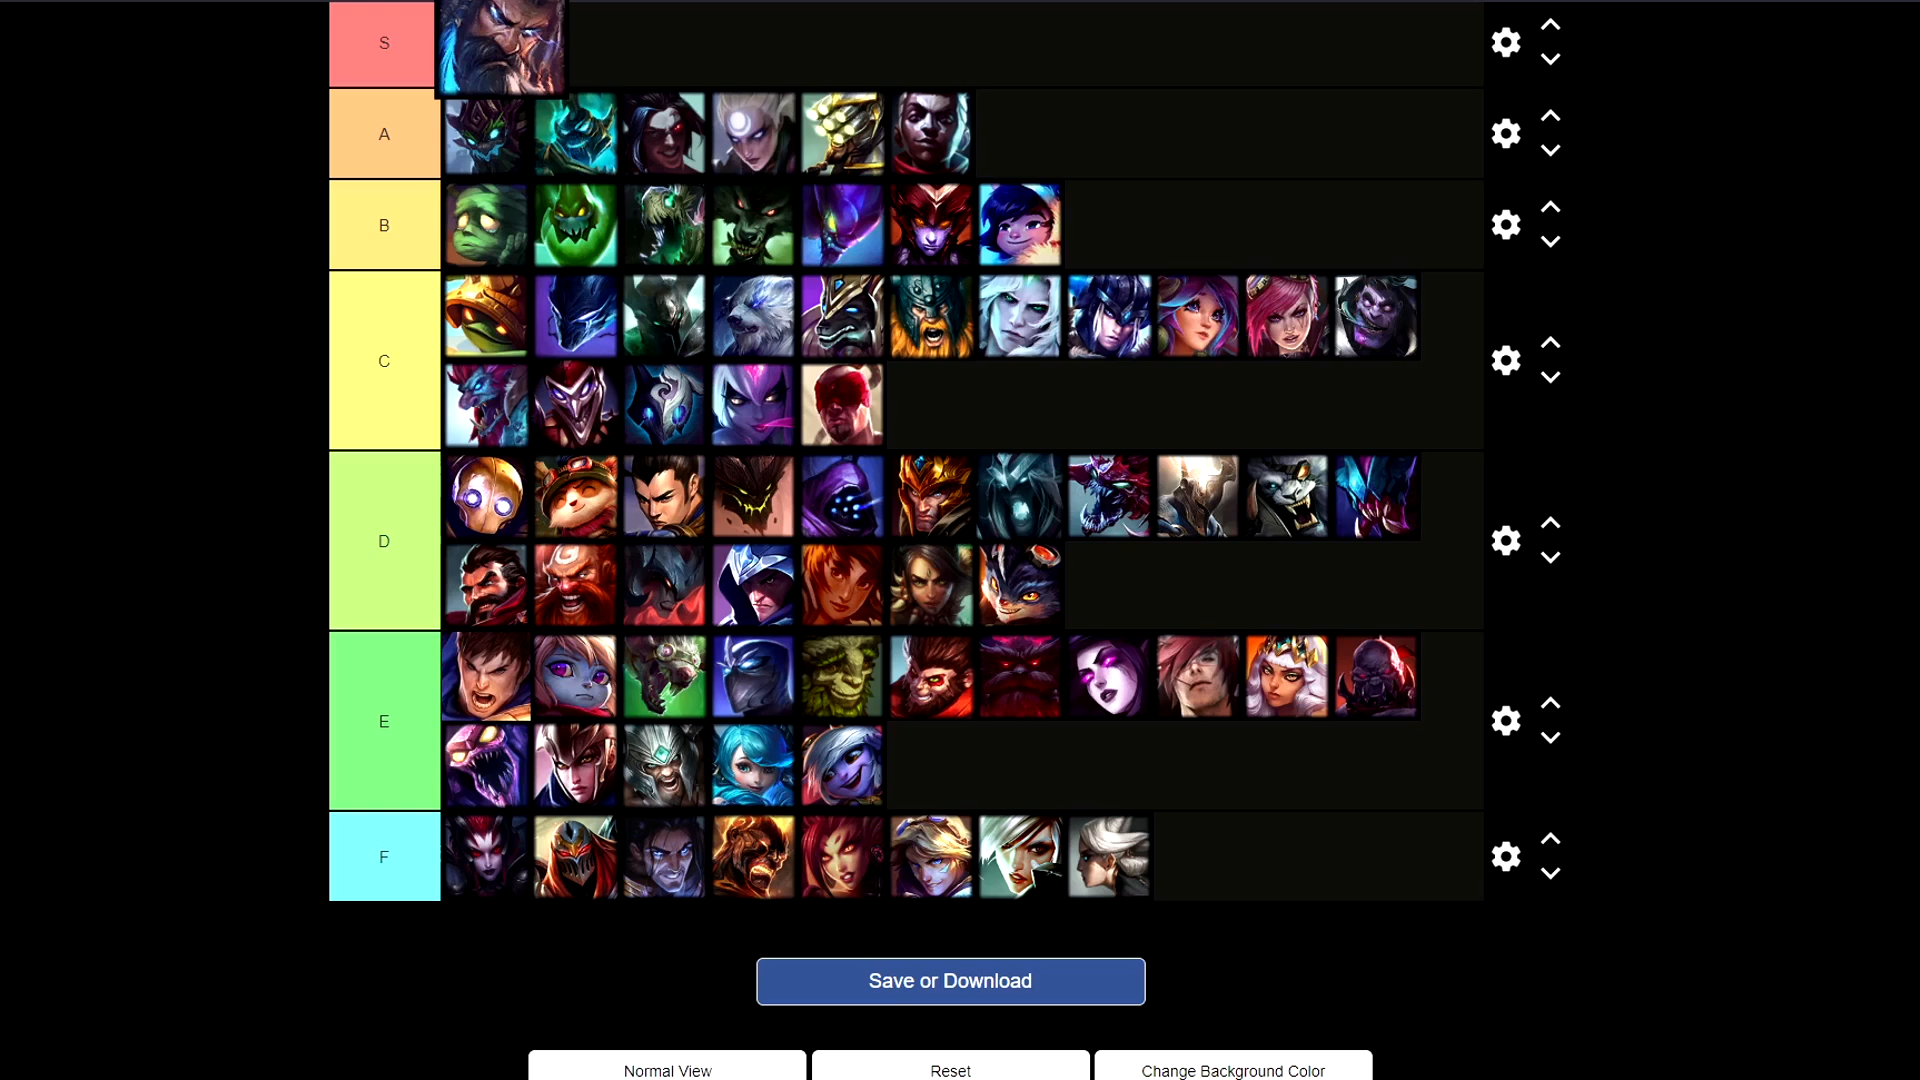 S
A
B
C
D
E
F
Save or Download
Normal View
Reset
Change Background Color